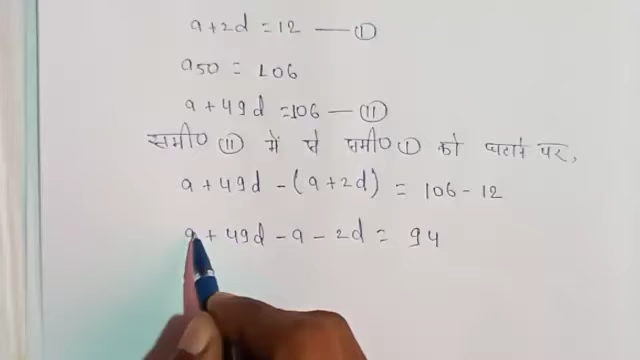 a + 2d = 12 — I
a50 = 106
a + 49d = 106 — II
समी० II में से समी० I को घटाने पर,
a + 49d - (a + 2d) = 106 - 12
a + 49d - a - 2d = 94